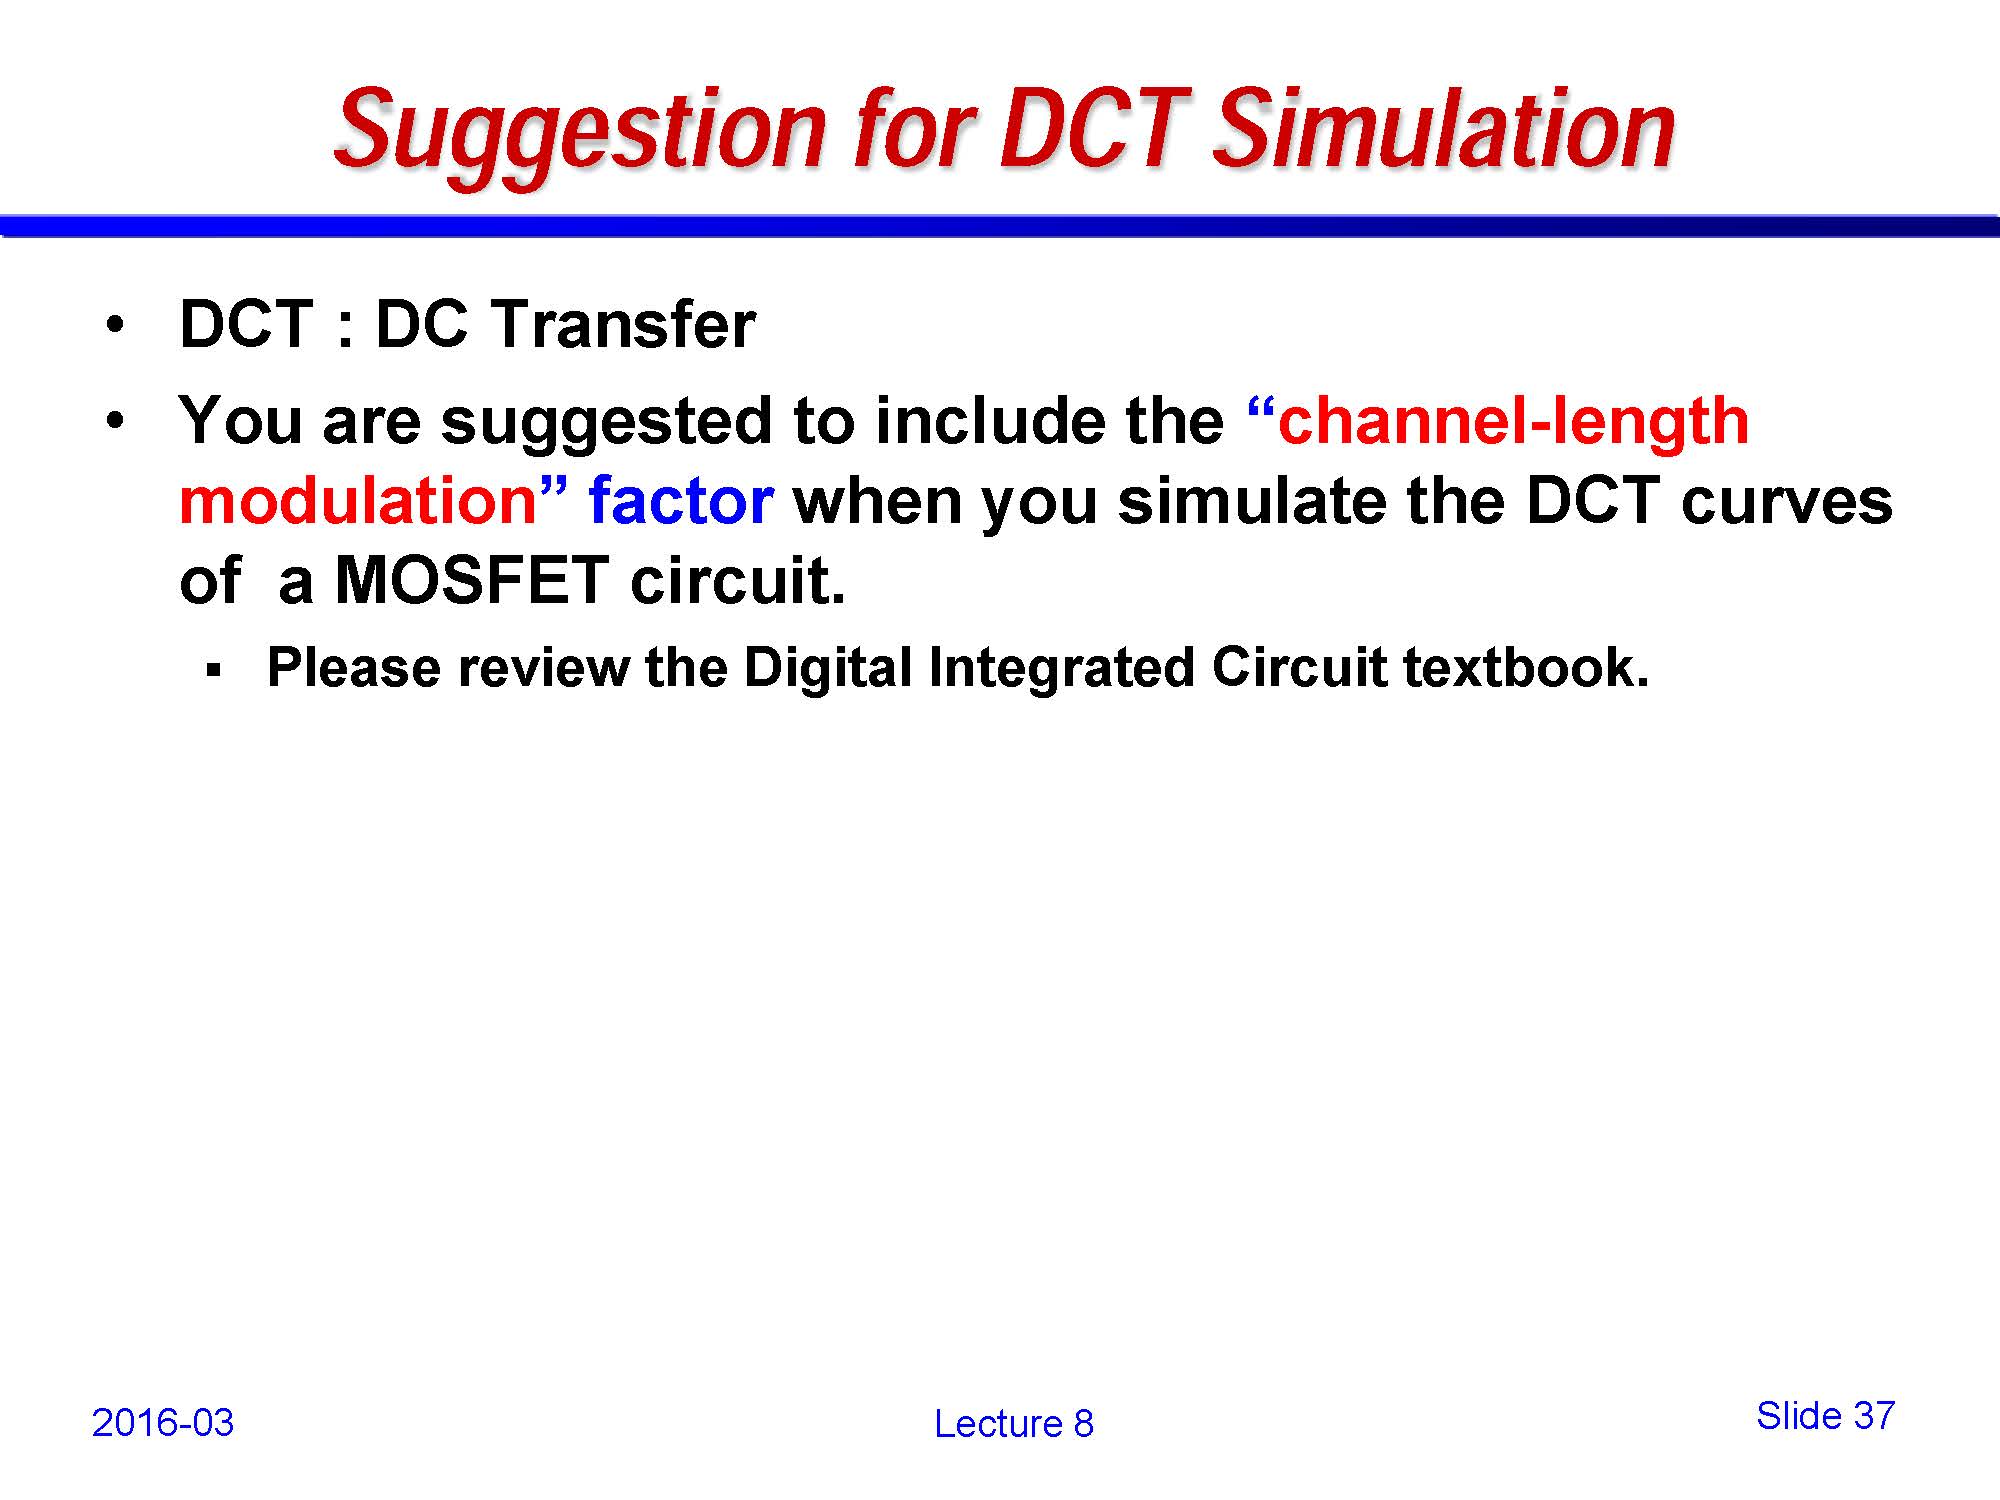 Suggestion for DCT Simulation
• DCT : DC Transfer
• You are suggested to include the “channel-length
modulation” factor when you simulate the DCT curves
of a MOSFET circuit.
▪ Please review the Digital Integrated Circuit textbook.
2016-03
Lecture 8
Slide 37